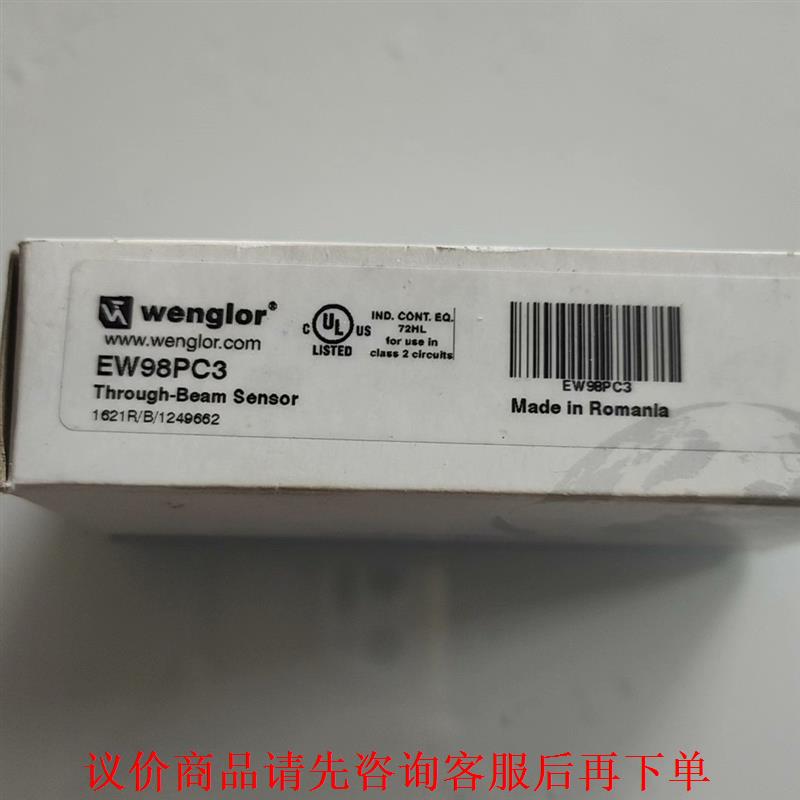 wenglor®
www.wenglor.com
EW98PC3
Through-Beam Sensor
1621R/B/1249662
C UL US
LISTED
IND. CONT. EQ.
72HL
for use in
class 2 circuits
EW98PC3
Made in Romania
议价商品请先咨询客服后再下单